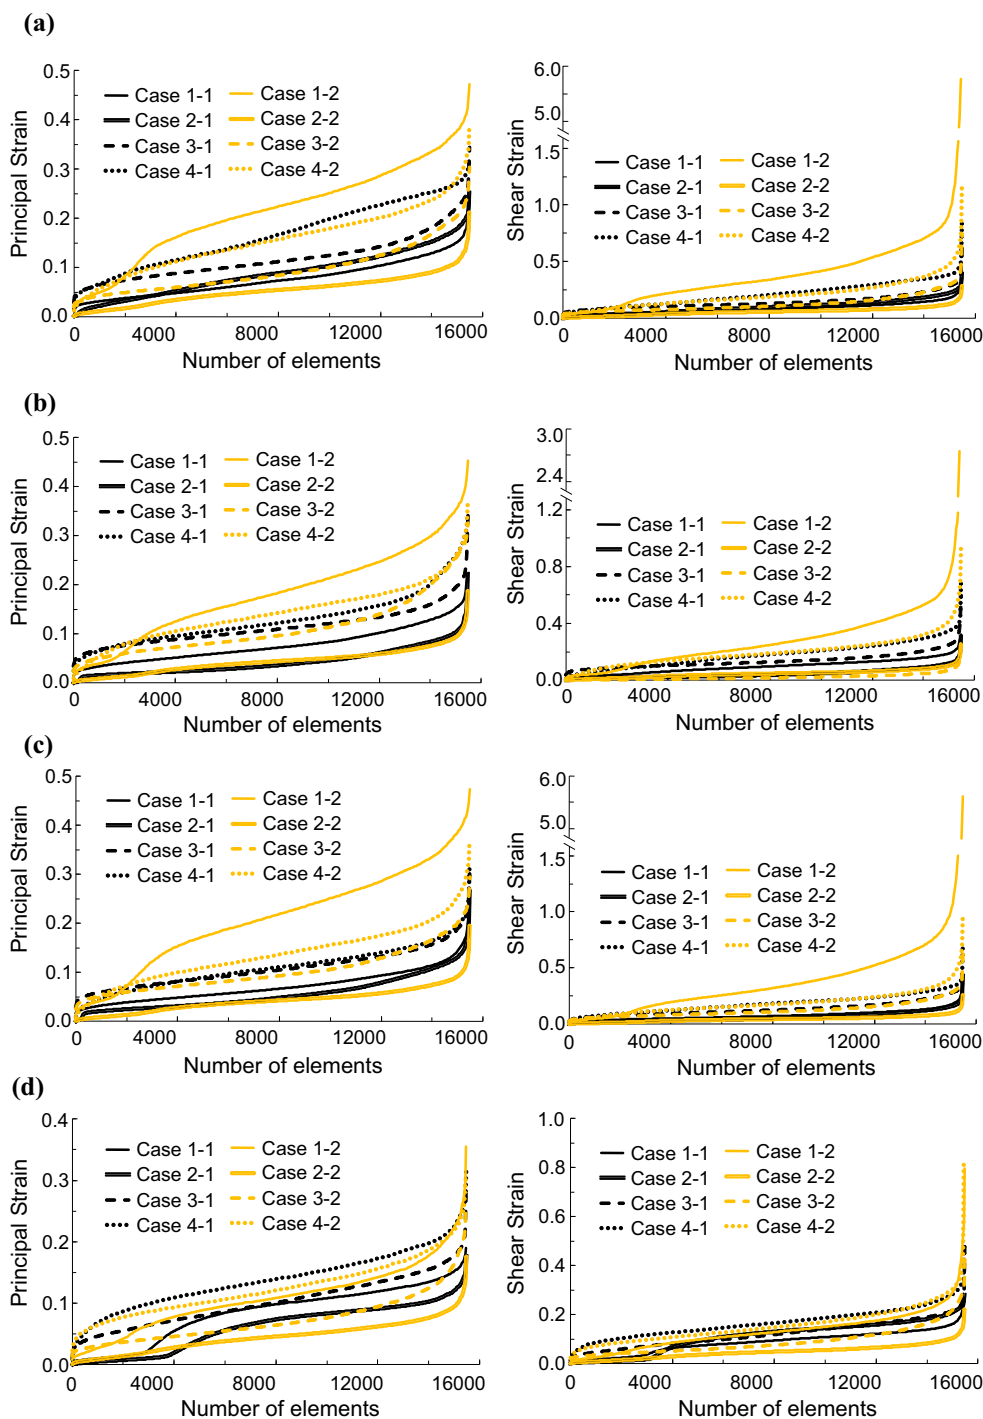 (a)
Principal Strain
0.5
0.4
0.3
0.2
0.1
0.0
Case 1-1
Case 2-1
Case 3-1
Case 4-1
Case 1-2
Case 2-2
Case 3-2
Case 4-2
0 4000 8000 12000 16000
Number of elements
Shear Strain
6.0
5.0
1.5
1.0
0.5
0.0
Case 1-1
Case 2-1
Case 3-1
Case 4-1
Case 1-2
Case 2-2
Case 3-2
Case 4-2
0 4000 8000 12000 16000
Number of elements
(b)
Principal Strain
0.5
0.4
0.3
0.2
0.1
0.0
Case 1-1
Case 2-1
Case 3-1
Case 4-1
Case 1-2
Case 2-2
Case 3-2
Case 4-2
0 4000 8000 12000 16000
Number of elements
Shear Strain
3.0
2.4
1.2
0.8
0.4
0.0
Case 1-1
Case 2-1
Case 3-1
Case 4-1
Case 1-2
Case 2-2
Case 3-2
Case 4-2
0 4000 8000 12000 16000
Number of elements
(c)
Principal Strain
0.5
0.4
0.3
0.2
0.1
0.0
Case 1-1
Case 2-1
Case 3-1
Case 4-1
Case 1-2
Case 2-2
Case 3-2
Case 4-2
0 4000 8000 12000 16000
Number of elements
Shear Strain
6.0
5.0
1.5
1.0
0.5
0.0
Case 1-1
Case 2-1
Case 3-1
Case 4-1
Case 1-2
Case 2-2
Case 3-2
Case 4-2
0 4000 8000 12000 16000
Number of elements
(d)
Principal Strain
0.4
0.3
0.2
0.1
0.0
Case 1-1
Case 2-1
Case 3-1
Case 4-1
Case 1-2
Case 2-2
Case 3-2
Case 4-2
0 4000 8000 12000 16000
Number of elements
Shear Strain
1.0
0.8
0.6
0.4
0.2
0.0
Case 1-1
Case 2-1
Case 3-1
Case 4-1
Case 1-2
Case 2-2
Case 3-2
Case 4-2
0 4000 8000 12000 16000
Number of elements